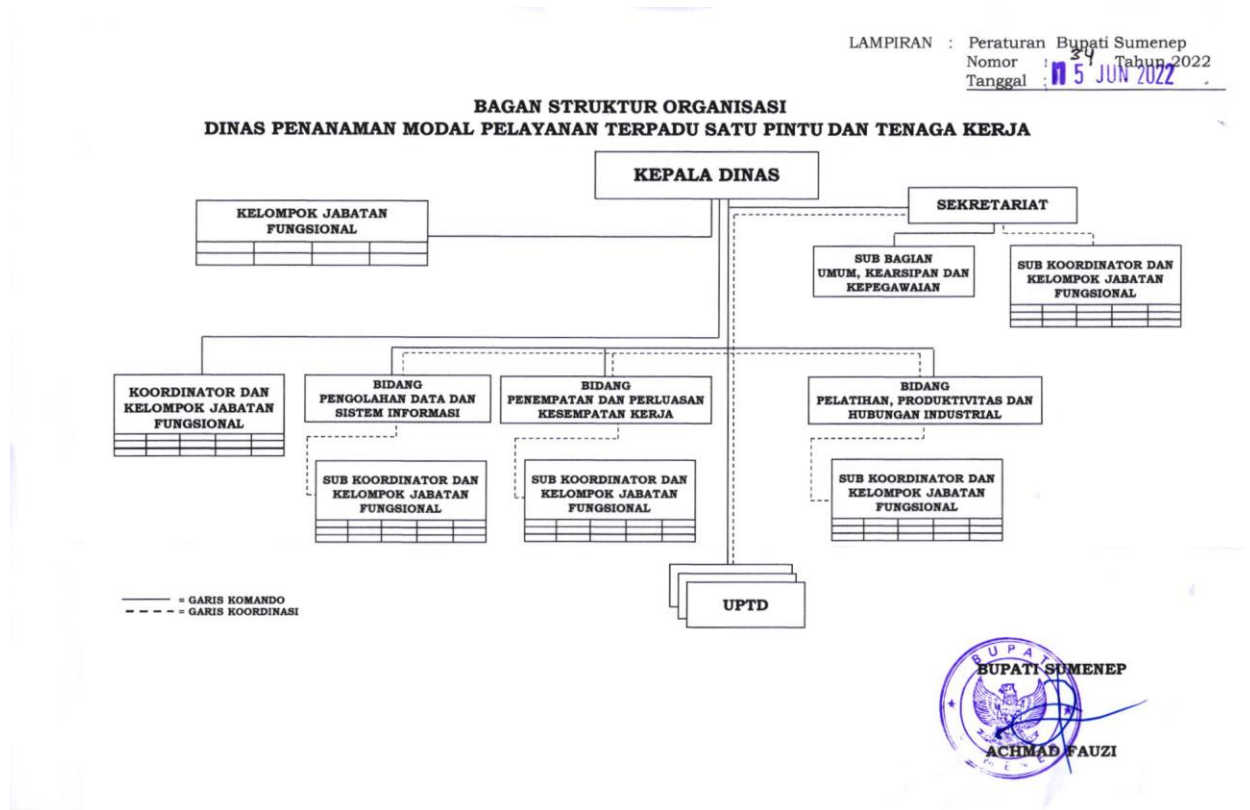 LAMPIRAN : Peraturan Bupati Sumenep
Nomor : 34 Tahun 2022
Tanggal : 15 JUN 2022
BAGAN STRUKTUR ORGANISASI
DINAS PENANAMAN MODAL PELAYANAN TERPADU SATU PINTU DAN TENAGA KERJA
KEPALA DINAS
KELOMPOK JABATAN
FUNGSIONAL
SEKRETARIAT
SUB BAGIAN
UMUM, KEARSIPAN DAN
KEPEGAWAIAN
SUB KOORDINATOR DAN
KELOMPOK JABATAN
FUNGSIONAL
KOORDINATOR DAN
KELOMPOK JABATAN
FUNGSIONAL
BIDANG
PENGOLAHAN DATA DAN
SISTEM INFORMASI
BIDANG
PENEMPATAN DAN PERLUASAN
KESEMPATAN KERJA
BIDANG
PELATIHAN, PRODUKTIVITAS DAN
HUBUNGAN INDUSTRIAL
SUB KOORDINATOR DAN
KELOMPOK JABATAN
FUNGSIONAL
SUB KOORDINATOR DAN
KELOMPOK JABATAN
FUNGSIONAL
SUB KOORDINATOR DAN
KELOMPOK JABATAN
FUNGSIONAL
UPTD
= GARIS KOMANDO
= GARIS KOORDINASI
BUPATI
BUPATI SUMENEP
ACHMAD FAUZI